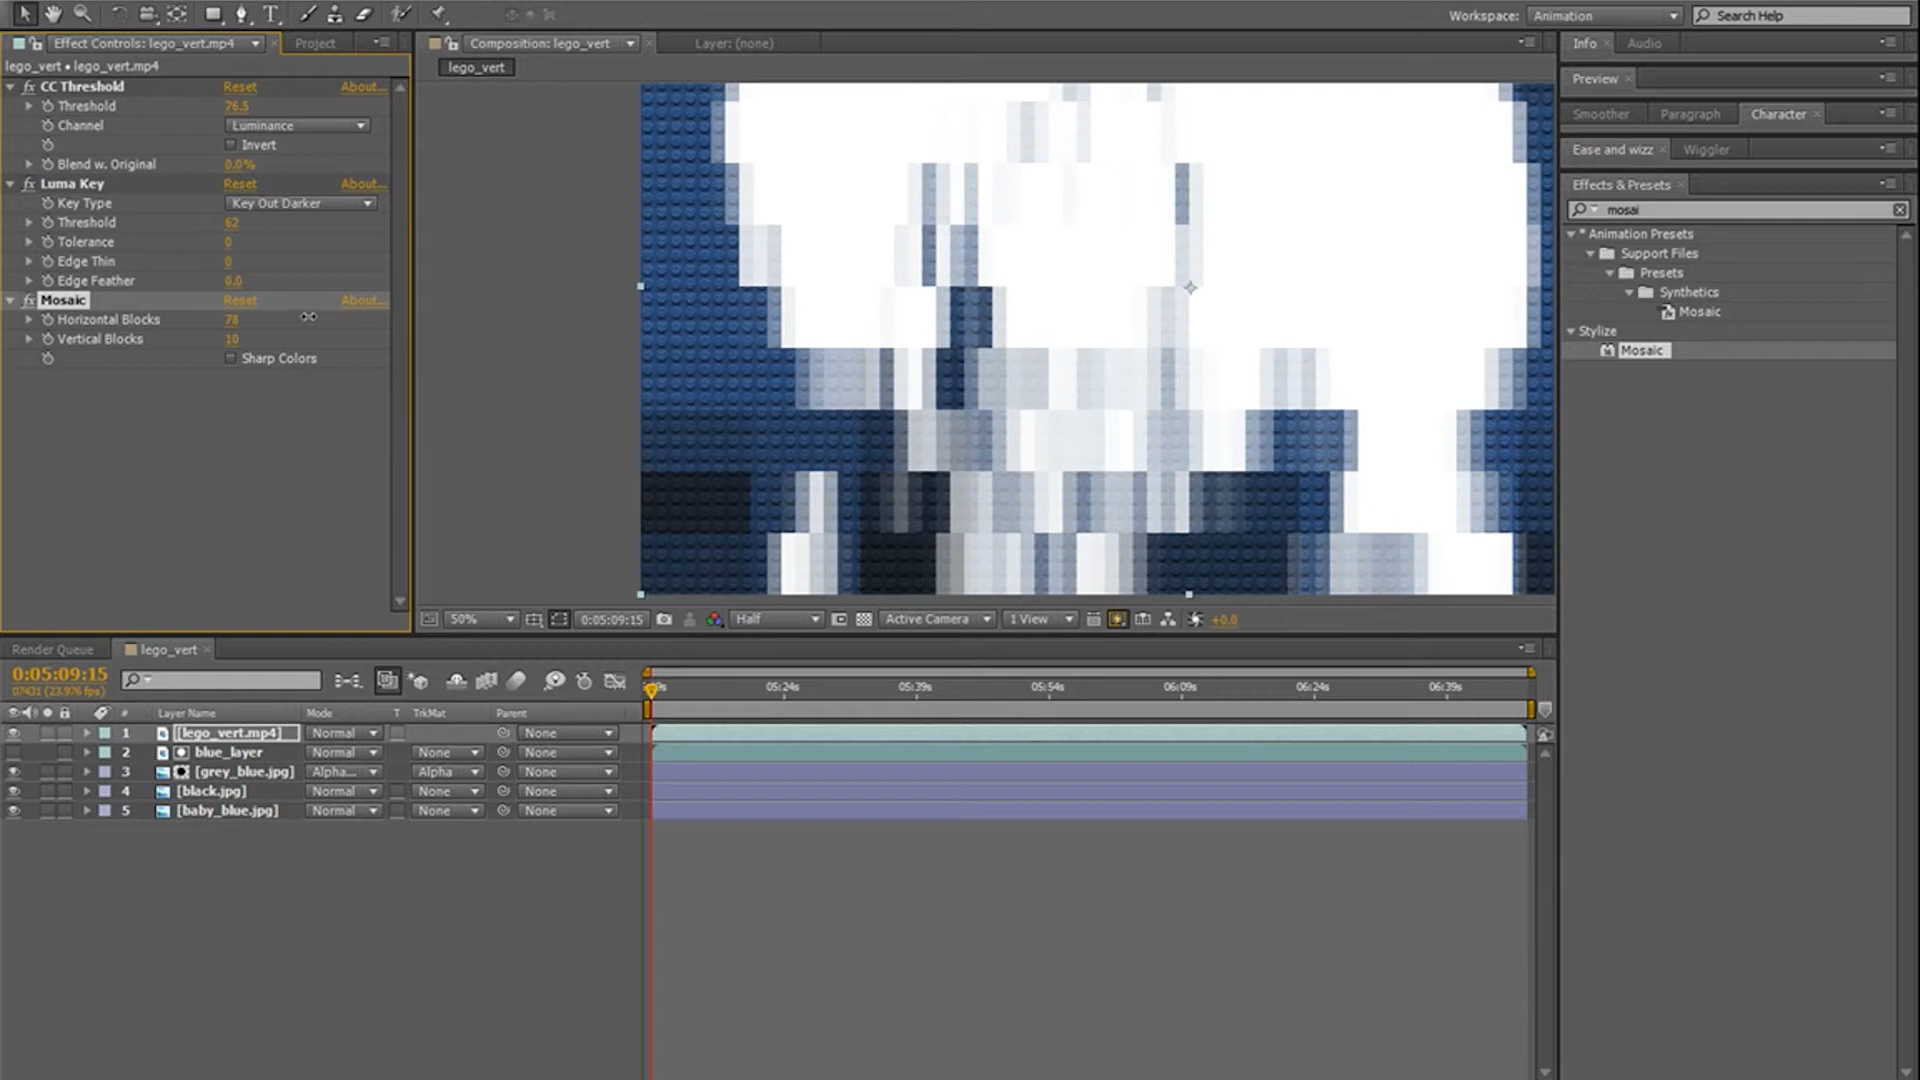 Workspace: Animation Search Help
Effect Controls: lego_vert.mp4 Project
lego_vert • lego_vert.mp4
fx CC Threshold Reset About...
Threshold 76.5
Channel Luminance
Invert
Blend w. Original 0.0%
fx Luma Key Reset About...
Key Type Key Out Darker
Threshold 62
Tolerance 0
Edge Thin 0
Edge Feather 0.0
fx Mosaic Reset About...
Horizontal Blocks 78
Vertical Blocks 10
Sharp Colors
Composition: lego_vert Layer: (none)
lego_vert
50% 0:05:09:15 Half Active Camera 1 View +0.0
Info Audio
Preview
Smoother Paragraph Character
Ease and wizz Wiggler
Effects & Presets
mosai
* Animation Presets
Support Files
Presets
Synthetics
Mosaic
Stylize
Mosaic
Render Queue lego_vert
0:05:09:15
07431 (23.976 fps)
05:24s 05:39s 05:54s 06:09s 06:24s 06:39s
# Layer Name Mode T TrkMat Parent
1 [lego_vert.mp4] Normal None
2 blue_layer Normal None None
3 [grey_blue.jpg] Alpha... Alpha None
4 [black.jpg] Normal None None
5 [baby_blue.jpg] Normal None None